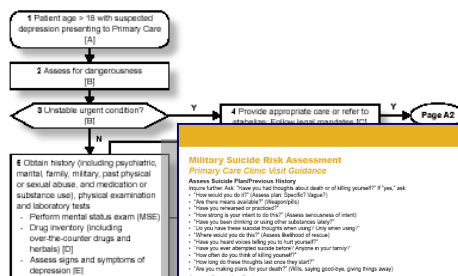 1 Patient age > 18 with suspected
depression presenting to Primary Care
[A]
2 Assess for dangerousness
[B]
3 Unstable urgent condition?
[B]
Y
4 Provide appropriate care or refer to
stabalize. Follow legal mandates [C]
Y
Page A2
N
5 Obtain history (including psychiatric,
marital, family, military, past physical
or sexual abuse, and medication or
substance use), physical examination
and laboratory tests
- Perform mental status exam (MSE)
- Drug inventory (including
over-the-counter drugs and
herbals) [D]
- Assess signs and symptoms of
depression [E]
Military Suicide Risk Assessment
Primary Care Clinic Visit Guidance
Assess Suicide Plan/Previous History
Inquire further. Ask: "Have you had thoughts about death or of killing yourself?" If "yes," ask:
- "How would you do it?" (Assess plan: Specific? Vague?)
- "Are there means available?" (Weapon/pills)
- "Have you rehearsed or practiced?"
- "How strong is your intent to do this?" (Assess seriousness of intent)
- "Have you been drinking or using other substances lately?"
- "Do you have these suicidal thoughts when using? Only when using?"
- "Where would you do this?" (Assess likelihood of rescue)
- "Have you heard voices telling you to hurt yourself?"
- "Have you ever attempted suicide before? Anyone in your family?"
- "How often do you think of killing yourself?"
- "How long do these thoughts last once they start?"
- "Are you making plans for your death? (Wills, saying good-bye, giving things away)